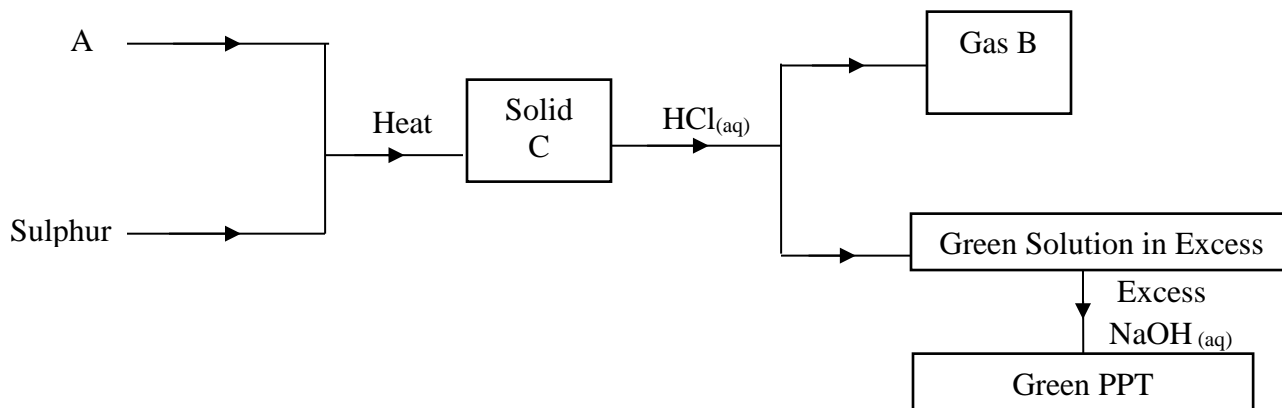 A
Gas B
Heat
Solid
C
HCl(aq)
Sulphur
Green Solution in Excess
Excess
NaOH (aq)
Green PPT